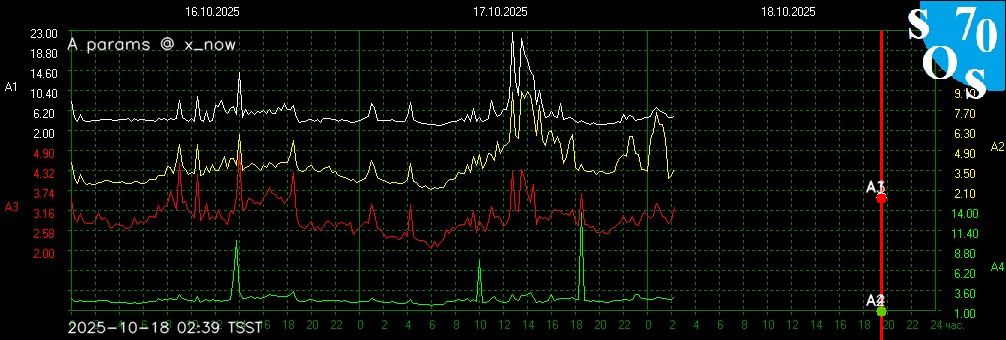 16.10.2025 17.10.2025 18.10.2025
A params @ x_now
SOS 70
A1
23.00
18.80
14.60
10.40
6.20
2.00
A3
4.90
4.32
3.74
3.16
2.58
2.00
9.10
7.70
6.30
4.90
3.50
2.10
A2
14.00
11.40
8.80
6.20
3.60
1.00
A4
2025-10-18 02:39 TSST
16 18 20 22 0 2 4 6 8 10 12 14 16 18 20 22 0 2 4 6 8 10 12 14 16 18 20 22 24 час.